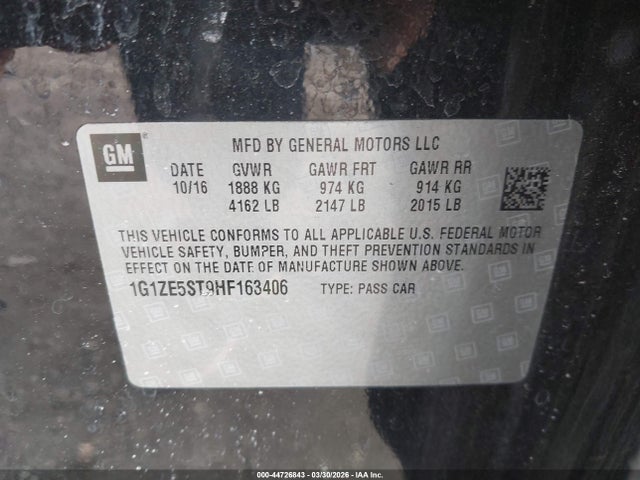 GM
MFD BY GENERAL MOTORS LLC
DATE GVWR GAWR FRT GAWR RR
10/16 1888 KG 974 KG 914 KG
4162 LB 2147 LB 2015 LB
THIS VEHICLE CONFORMS TO ALL APPLICABLE U.S. FEDERAL MOTOR
VEHICLE SAFETY, BUMPER, AND THEFT PREVENTION STANDARDS IN
EFFECT ON THE DATE OF MANUFACTURE SHOWN ABOVE.
1G1ZE5ST9HF163406 TYPE: PASS CAR
000-44726843 - 03/30/2026 - IAA Inc.